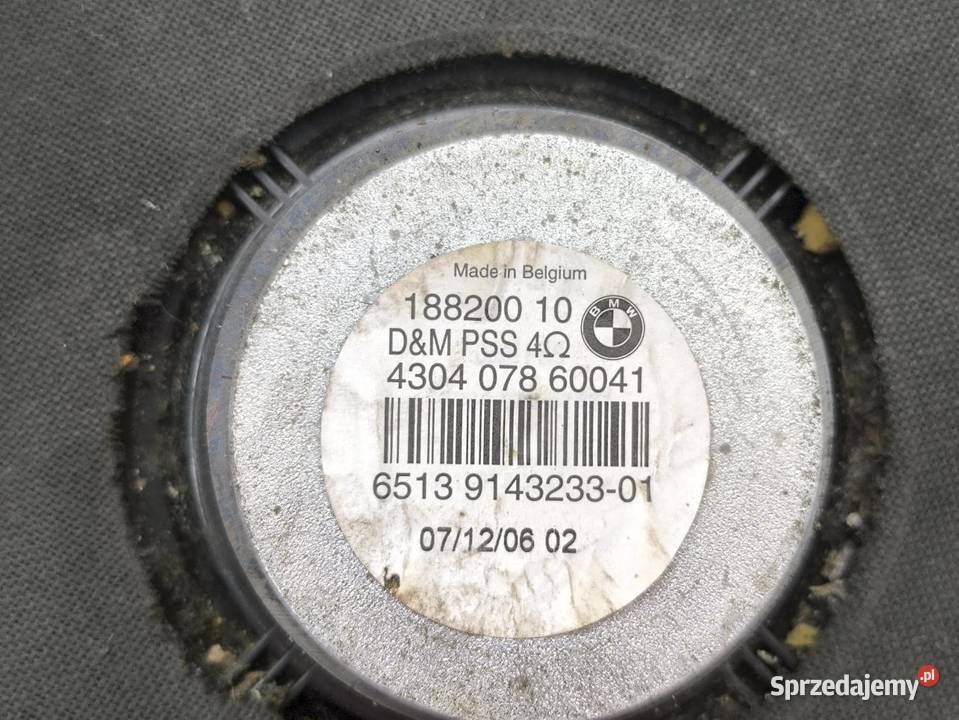 Made in Belgium
188200 10
BMW
D&M PSS 4Ω
4304 078 60041
6513 9143233-01
07/12/06 02
Sprzedajemy.pl